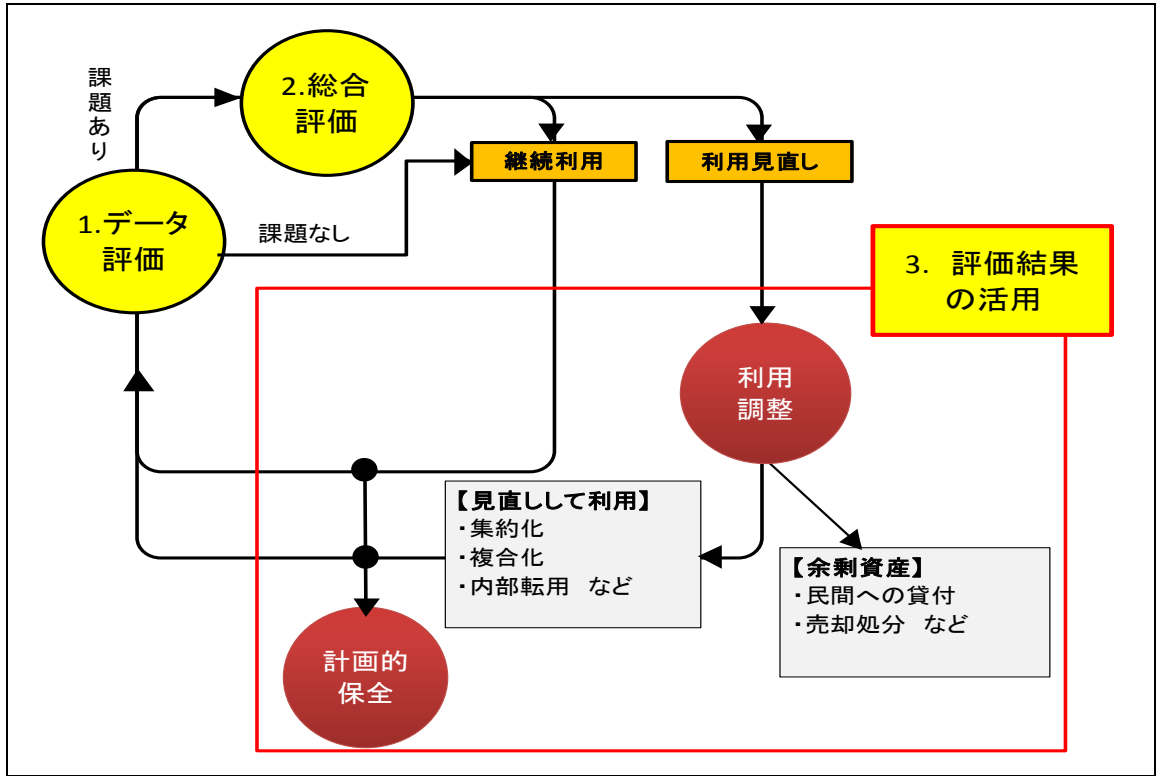 課題あり
2.総合
評価
継続利用
利用見直し
1.データ
評価
課題なし
3. 評価結果
の活用
利用
調整
【見直しして利用】
・集約化
・複合化
・内部転用 など
【余剰資産】
・民間への貸付
・売却処分 など
計画的
保全